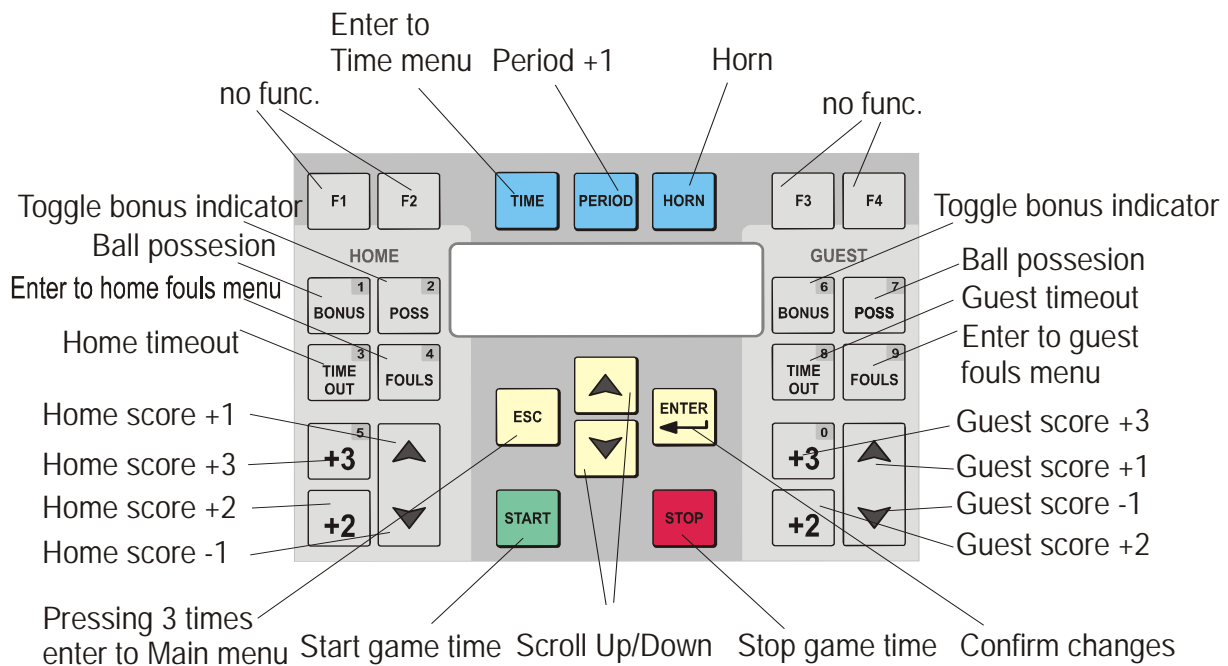 Enter to
Time menu
Period +1
Horn
no func.
no func.
F1
F2
TIME
PERIOD
HORN
F3
F4
Toggle bonus indicator
Toggle bonus indicator
Ball possesion
HOME
GUEST
Ball possesion
Enter to home fouls menu
1
BONUS
2
POSS
6
BONUS
7
POSS
Guest timeout
Home timeout
3
TIME
OUT
4
FOULS
8
TIME
OUT
9
FOULS
Enter to guest
fouls menu
ESC
ENTER
Home score +1
Home score +3
Home score +2
Home score -1
5
+3
+2
0
+3
+2
Guest score +3
Guest score +1
Guest score -1
Guest score +2
START
STOP
Pressing 3 times
enter to Main menu
Start game time
Scroll Up/Down
Stop game time
Confirm changes